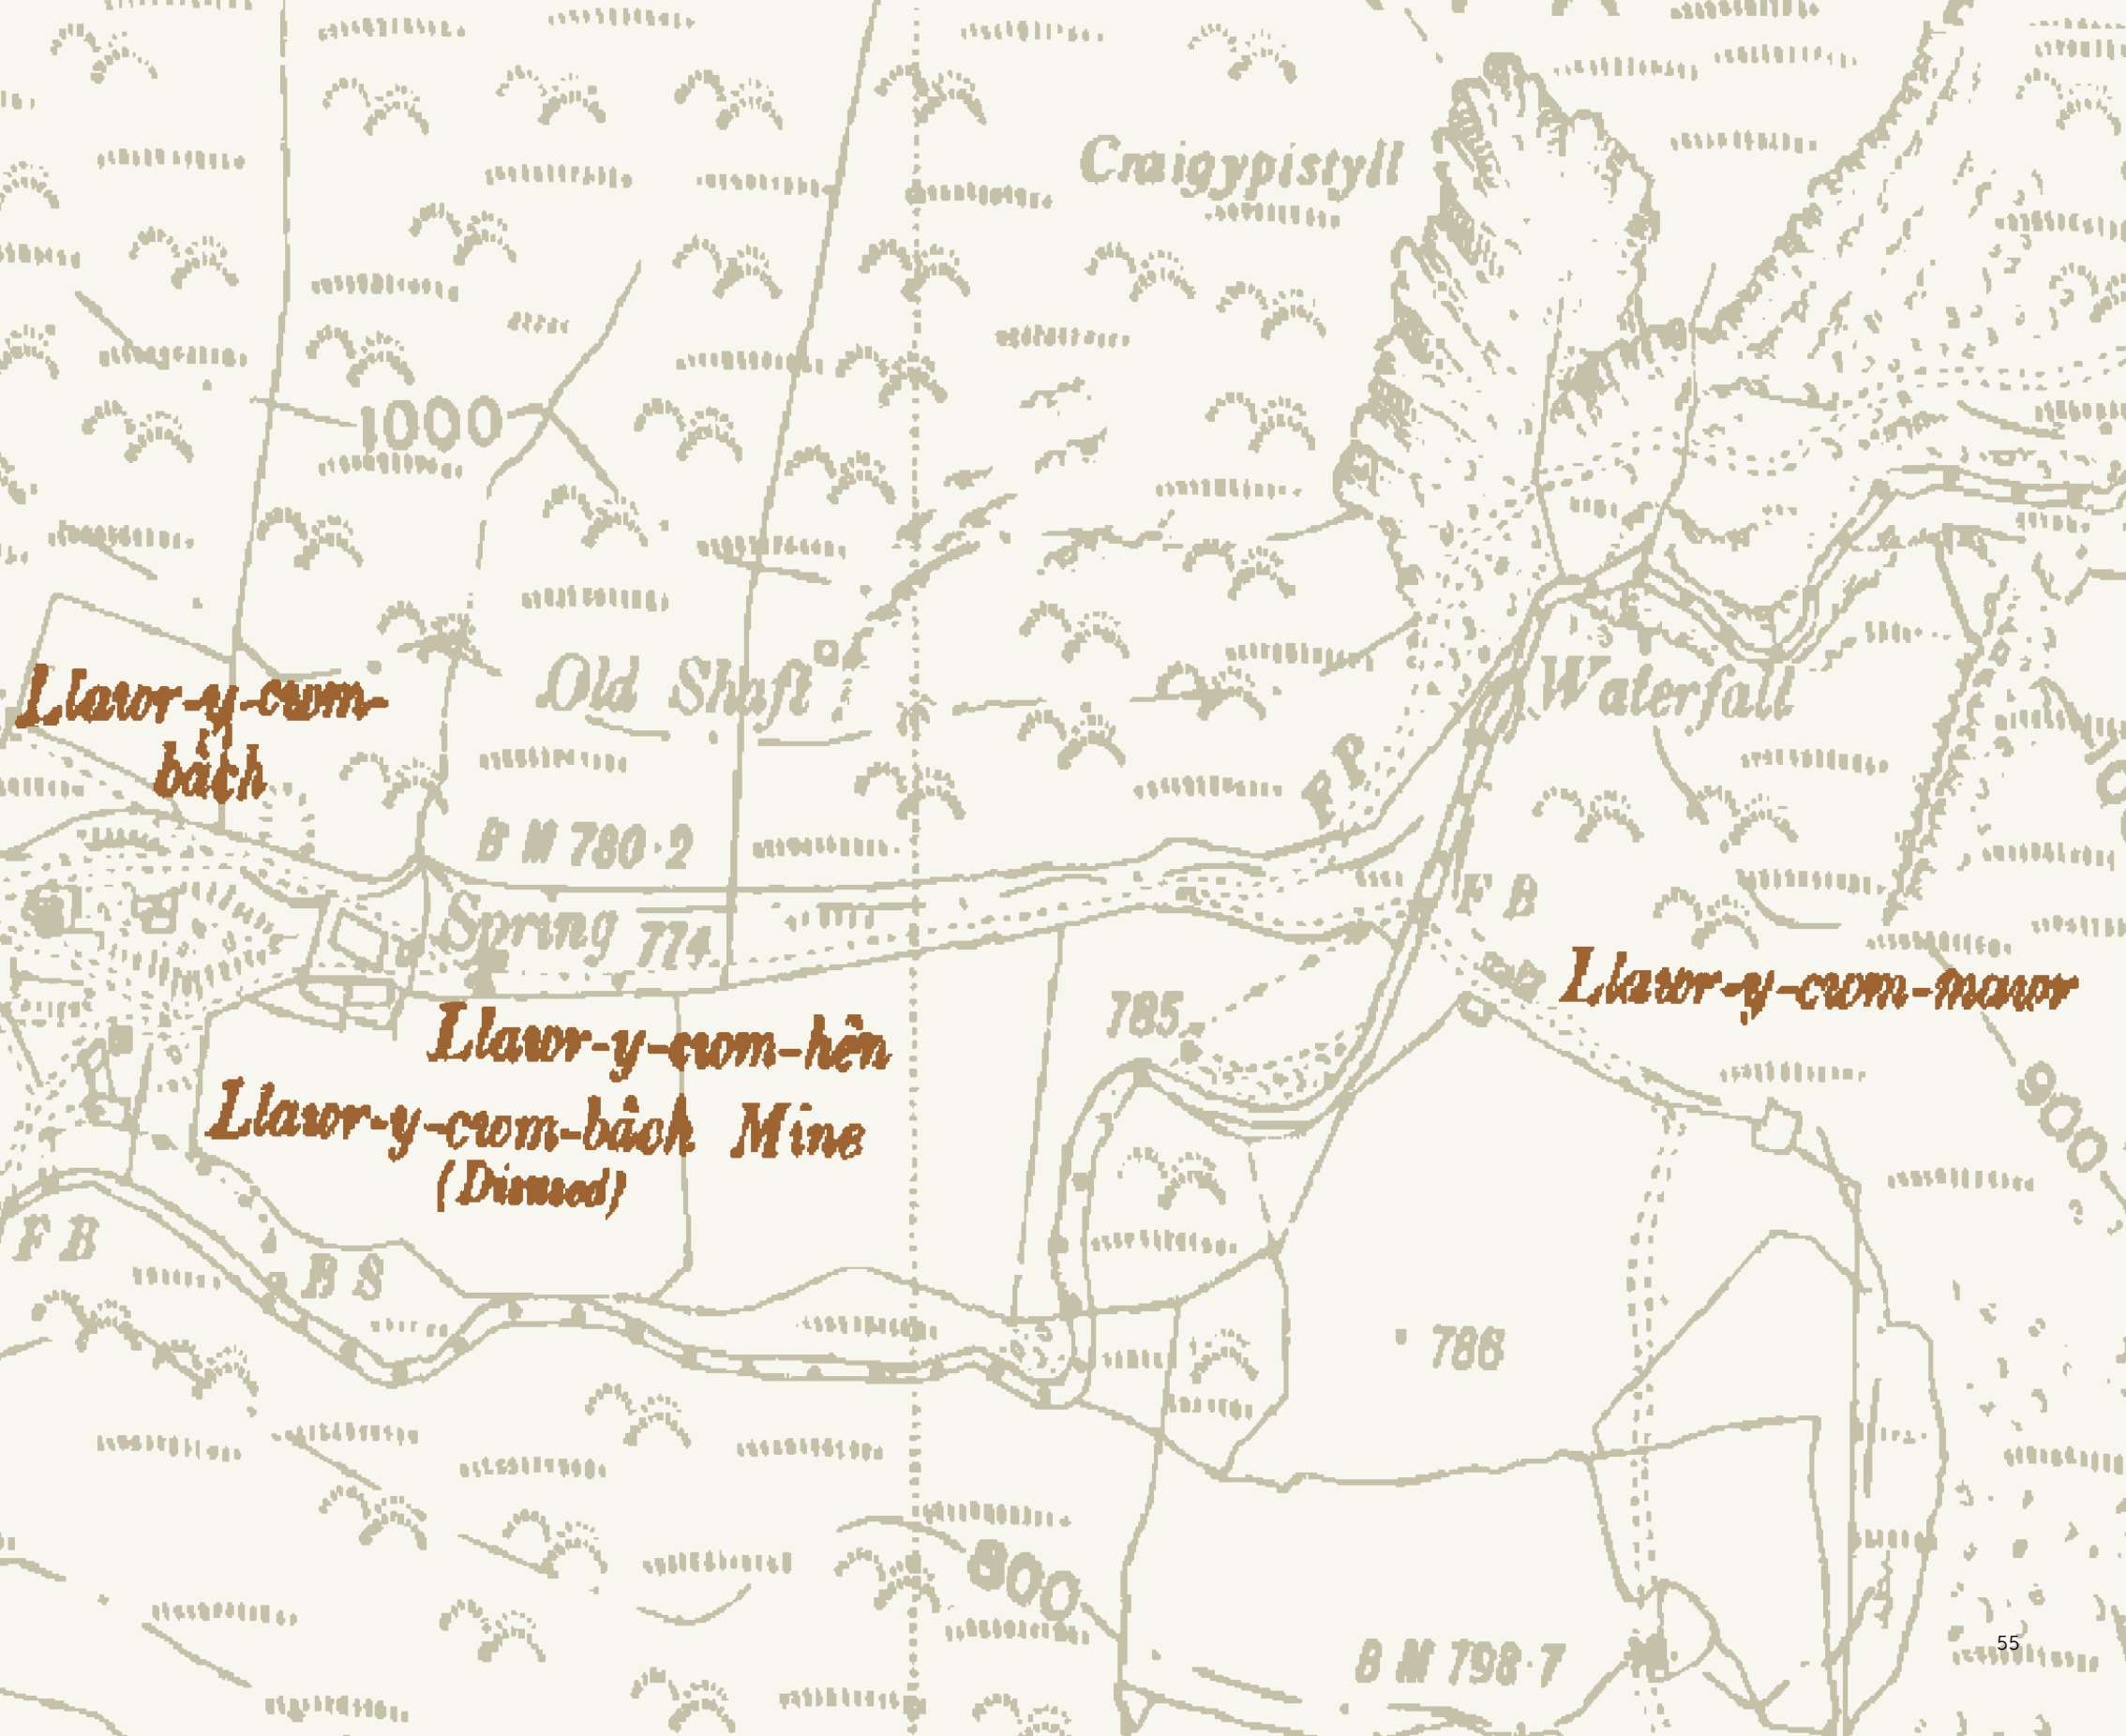 Craigypistyll
1000
Old Shaft
Llawr-y-cwm-
bâch
Waterfall
F P
B M 780·2
F B
Spring 774
Llawr-y-cwm-mawr
785
Llawr-y-cwm-hên
Llawr-y-cwm-bâch Mine
(Disused)
900
F B
B S
786
800
B M 798·7
55